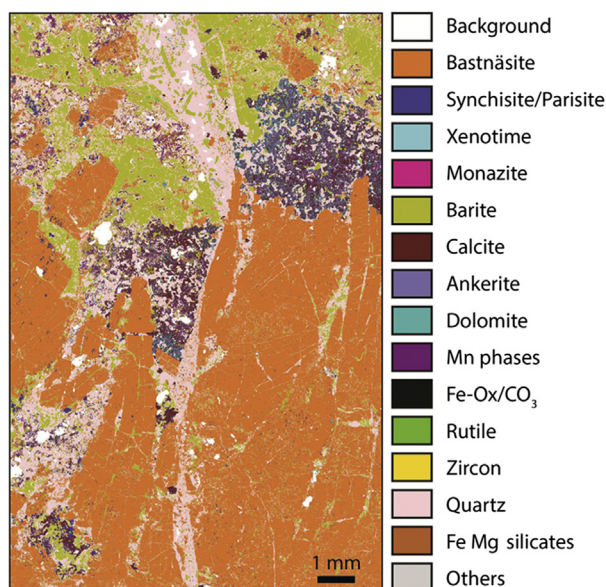 Background
Bastnäsite
Synchisite/Parisite
Xenotime
Monazite
Barite
Calcite
Ankerite
Dolomite
Mn phases
Fe-Ox/CO₃
Rutile
Zircon
Quartz
Fe Mg silicates
Others
1 mm